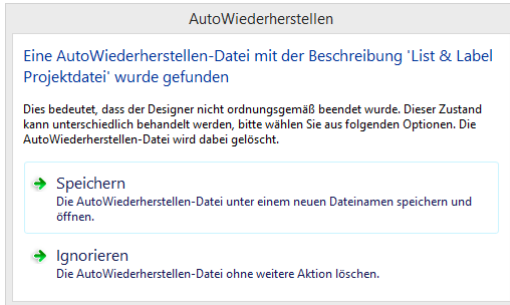 AutoWiederherstellen
Eine AutoWiederherstellen-Datei mit der Beschreibung 'List & Label
Projektdatei' wurde gefunden
Dies bedeutet, dass der Designer nicht ordnungsgemäß beendet wurde. Dieser Zustand
kann unterschiedlich behandelt werden, bitte wählen Sie aus folgenden Optionen. Die
AutoWiederherstellen-Datei wird dabei gelöscht.
Speichern
Die AutoWiederherstellen-Datei unter einem neuen Dateinamen speichern und
öffnen.
Ignorieren
Die AutoWiederherstellen-Datei ohne weitere Aktion löschen.